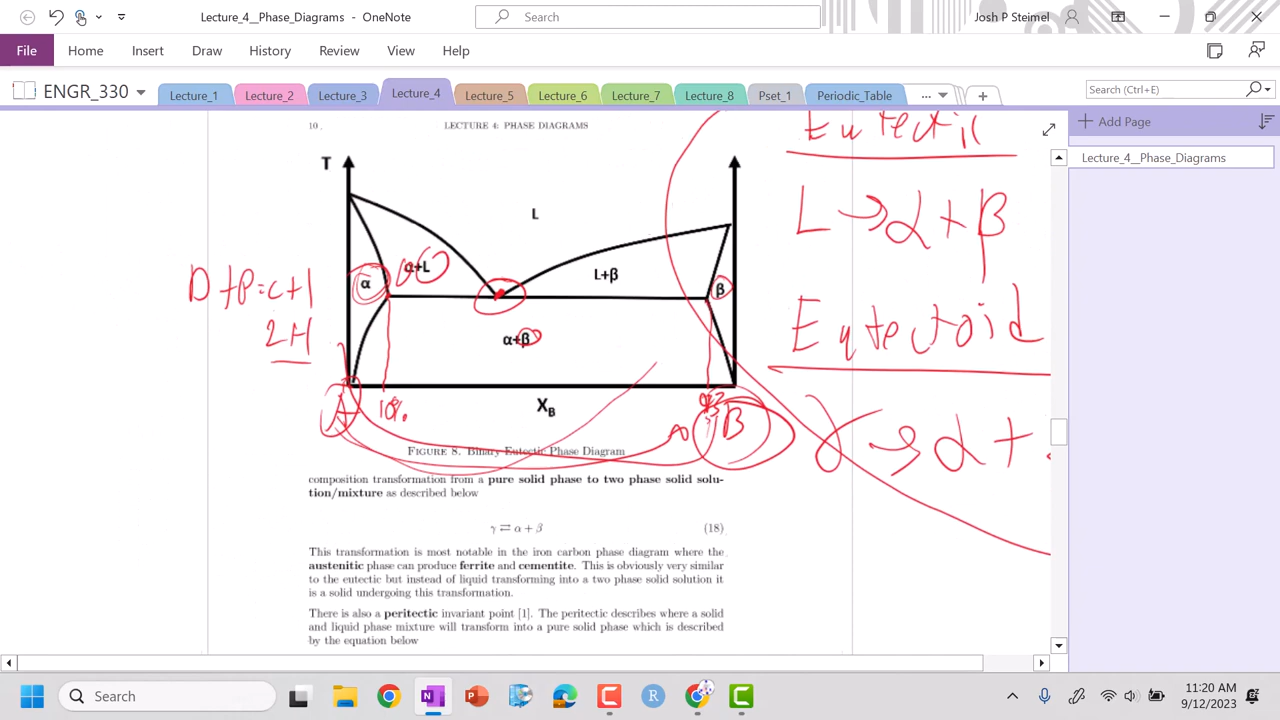 Lecture_4__Phase_Diagrams - OneNote
Search
Josh P Steimel
File Home Insert Draw History Review View Help
ENGR_330
Lecture_1 Lecture_2 Lecture_3 Lecture_4 Lecture_5 Lecture_6 Lecture_7 Lecture_8 Pset_1 Periodic_Table ...
Search (Ctrl+E)
Add Page
Lecture_4__Phase_Diagrams
10
LECTURE 4: PHASE DIAGRAMS
Eutectic
T
L
L → α + β
α+L
L+β
α
β
D+P=C+1
2+1
α+β
Eutectoid
A
10%
X_B
B
γ → α +
FIGURE 8. Binary Eutectic Phase Diagram
composition transformation from a pure solid phase to two phase solid solu-
tion/mixture as described below
γ ⇄ α + β (18)
This transformation is most notable in the iron carbon phase diagram where the
austenitic phase can produce ferrite and cementite. This is obviously very similar
to the eutectic but instead of liquid transforming into a two phase solid solution it
is a solid undergoing this transformation.
There is also a peritectic invariant point [1]. The peritectic describes where a solid
and liquid phase mixture will transform into a pure solid phase which is described
by the equation below
Search
11:20 AM
9/12/2023